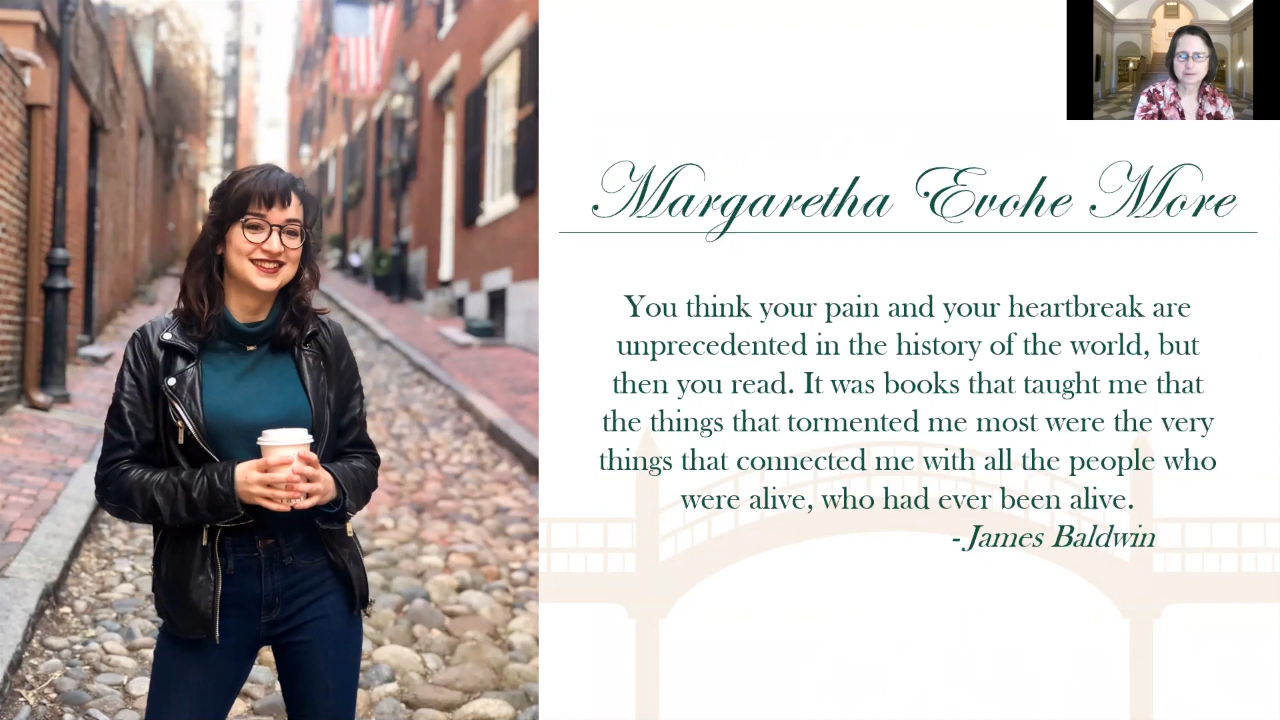 Margaretha Evohe More
You think your pain and your heartbreak are
unprecedented in the history of the world, but
then you read. It was books that taught me that
the things that tormented me most were the very
things that connected me with all the people who
were alive, who had ever been alive.
- James Baldwin